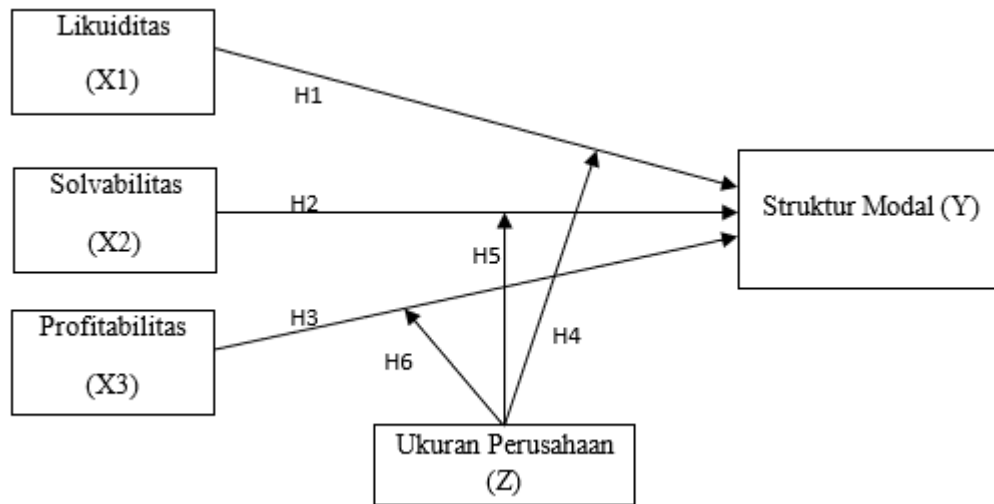 Likuiditas
(X1)
H1
Solvabilitas
(X2)
H2
Struktur Modal (Y)
H5
Profitabilitas
(X3)
H3
H4
H6
Ukuran Perusahaan
(Z)